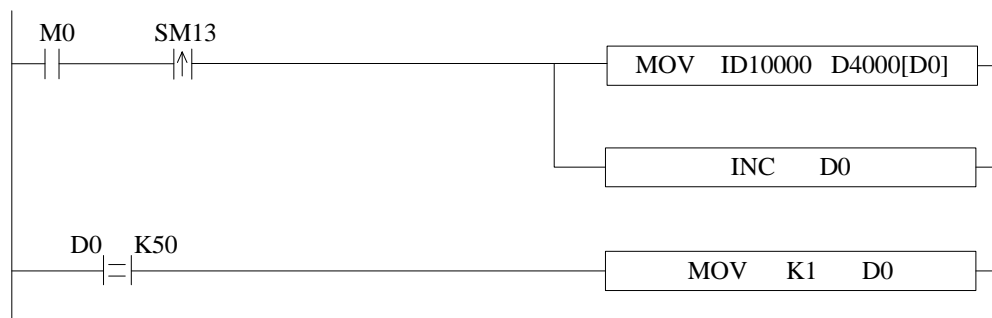 M0 SM13
MOV ID10000 D4000[D0]
INC D0
D0 K50
MOV K1 D0